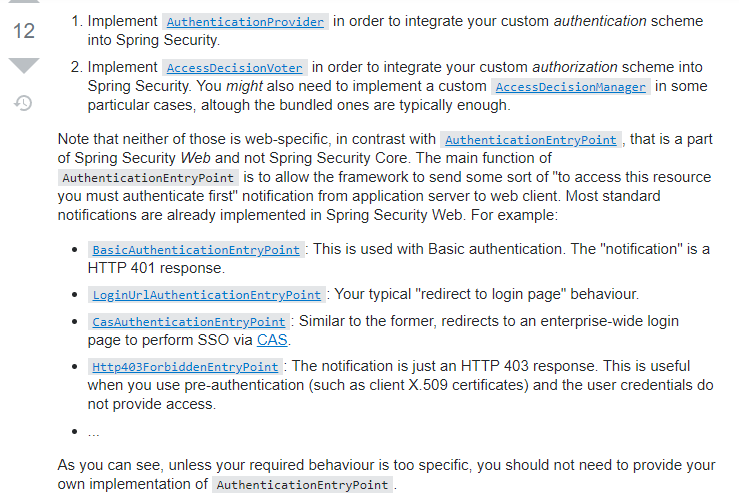 12
1. Implement AuthenticationProvider in order to integrate your custom authentication scheme
into Spring Security.
2. Implement AccessDecisionVoter in order to integrate your custom authorization scheme into
Spring Security. You might also need to implement a custom AccessDecisionManager in some
particular cases, altough the bundled ones are typically enough.
Note that neither of those is web-specific, in contrast with AuthenticationEntryPoint, that is a part
of Spring Security Web and not Spring Security Core. The main function of
AuthenticationEntryPoint is to allow the framework to send some sort of "to access this resource
you must authenticate first" notification from application server to web client. Most standard
notifications are already implemented in Spring Security Web. For example:
• BasicAuthenticationEntryPoint: This is used with Basic authentication. The "notification" is a
HTTP 401 response.
• LoginUrlAuthenticationEntryPoint: Your typical "redirect to login page" behaviour.
• CasAuthenticationEntryPoint: Similar to the former, redirects to an enterprise-wide login
page to perform SSO via CAS.
• Http403ForbiddenEntryPoint: The notification is just an HTTP 403 response. This is useful
when you use pre-authentication (such as client X.509 certificates) and the user credentials do
not provide access.
• ...
As you can see, unless your required behaviour is too specific, you should not need to provide your
own implementation of AuthenticationEntryPoint.